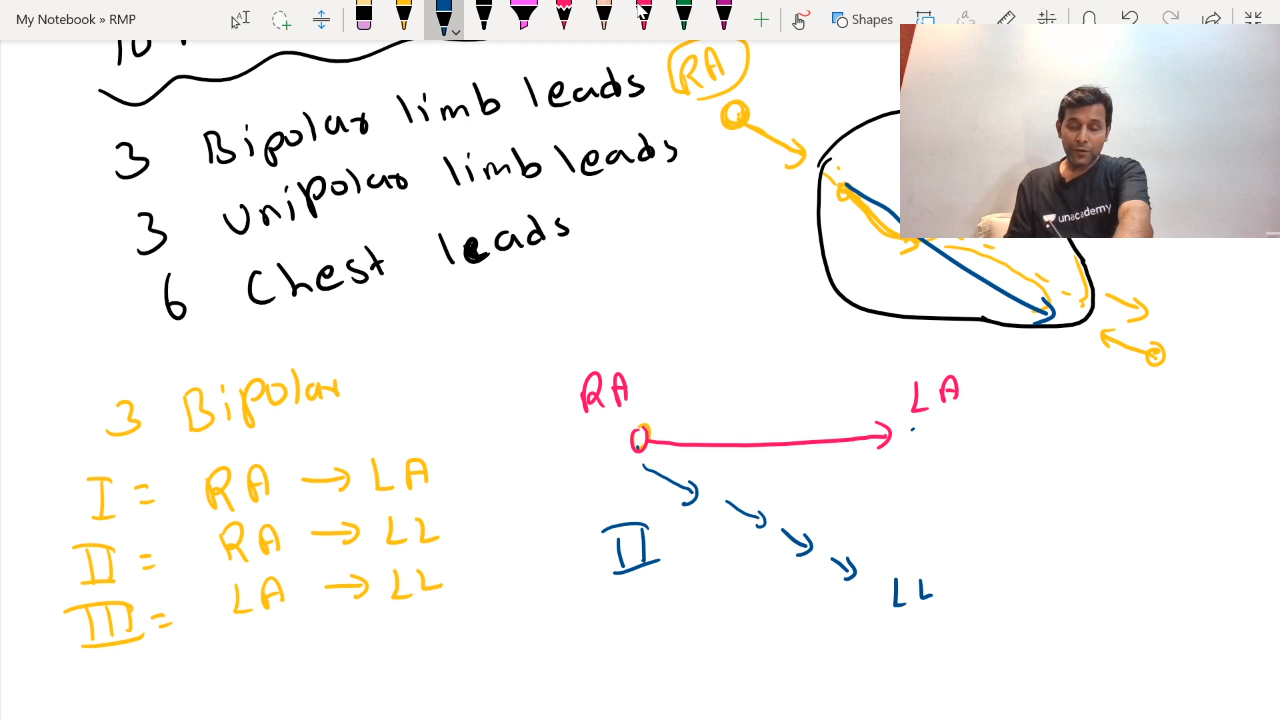 My Notebook » RMP
Shapes
3 Bipolar limb leads
3 Unipolar limb leads
6 Chest leads
RA
unacademy
3 Bipolar
I = RA → LA
II = RA → LL
III = LA → LL
RA
LA
II
LL